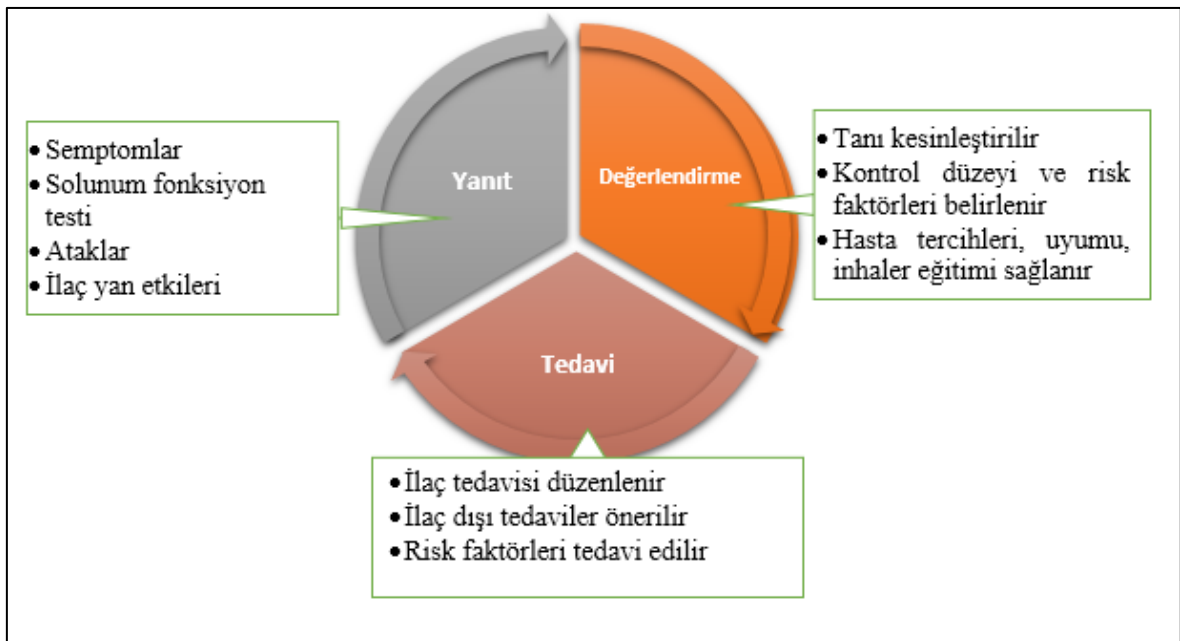 Yanıt
Değerlendirme
Tedavi
• Semptomlar
• Solunum fonksiyon
testi
• Ataklar
• İlaç yan etkileri
• Tanı kesinleştirilir
• Kontrol düzeyi ve risk
faktörleri belirlenir
• Hasta tercihleri, uyumu,
inhaler eğitimi sağlanır
• İlaç tedavisi düzenlenir
• İlaç dışı tedaviler önerilir
• Risk faktörleri tedavi edilir